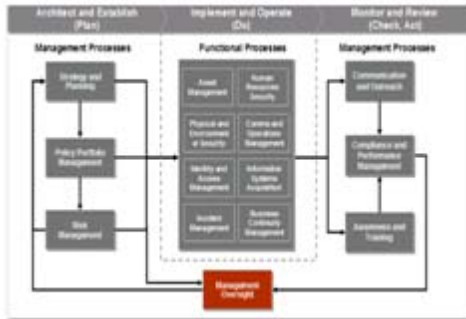 Architect and Establish
(Plan)
Implement and Operate
(Do)
Monitor and Review
(Check, Act)
Management Processes
Functional Processes
Management Processes
Strategy and
Planning
Policy Portfolio
Management
Risk
Management
Asset
Management
Human
Resources
Security
Physical and
Environment
al Security
Comms and
Operations
Management
Identity and
Access
Management
Information
Systems
Acquisition
Incident
Management
Business
Continuity
Management
Communication
and Outreach
Compliance and
Performance
Management
Awareness and
Training
Management
Oversight